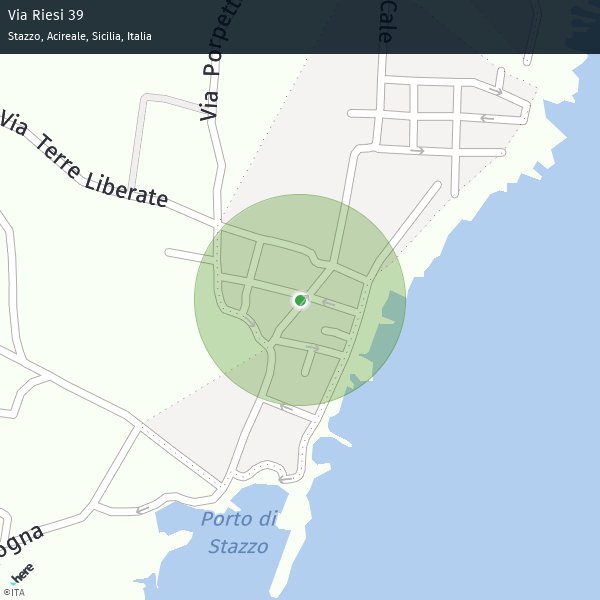 Via Riesi 39
Stazzo, Acireale, Sicilia, Italia
Cale
Via Porpett
Via Terre Liberate
Porto di
Stazzo
ogna
here
©ITA